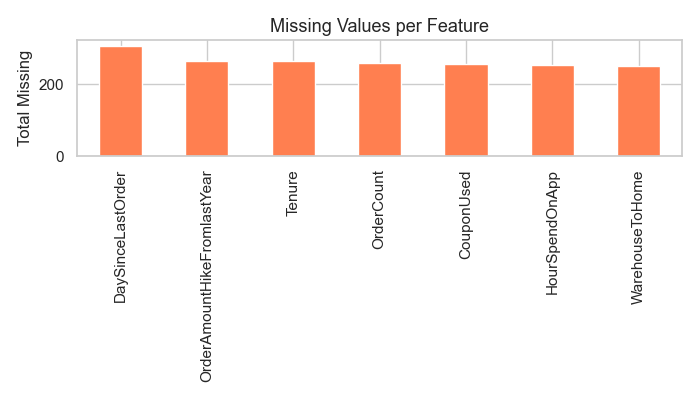 Missing Values per Feature
Total Missing
200
0
DaySinceLastOrder
OrderAmountHikeFromlastYear
Tenure
OrderCount
CouponUsed
HourSpendOnApp
WarehouseToHome